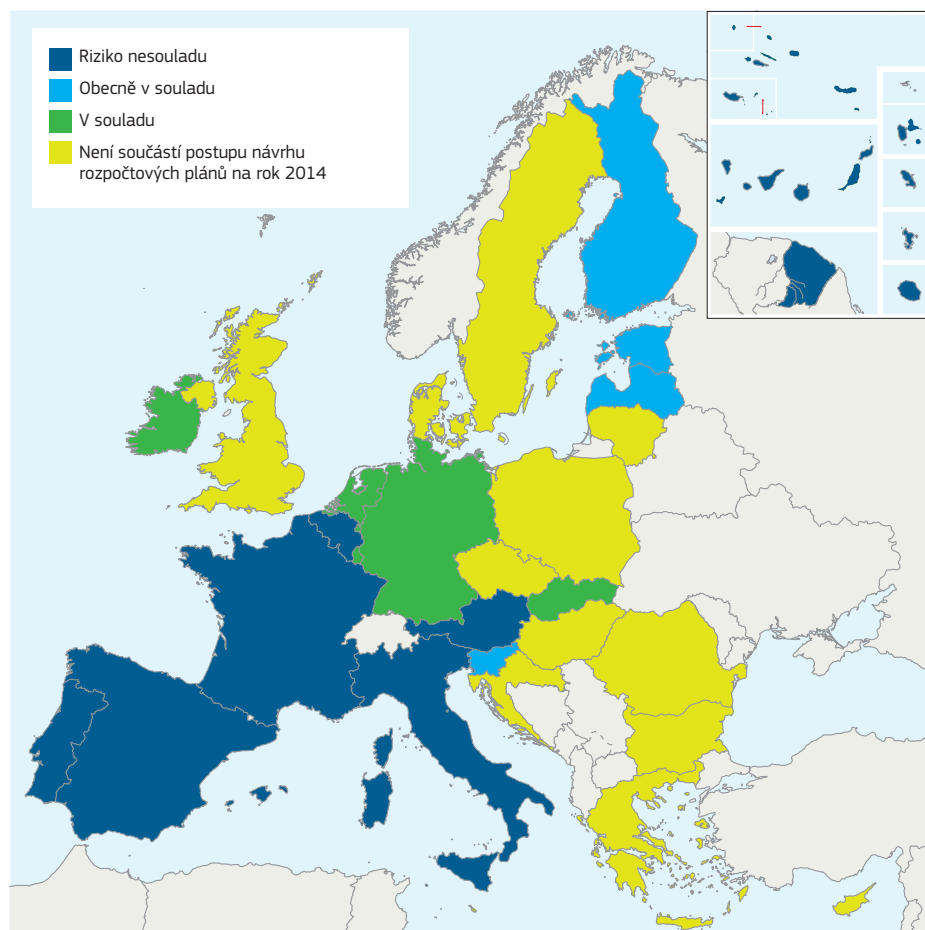 Riziko nesouladu
Obecně v souladu
V souladu
Není součástí postupu návrhu
rozpočtových plánů na rok 2014